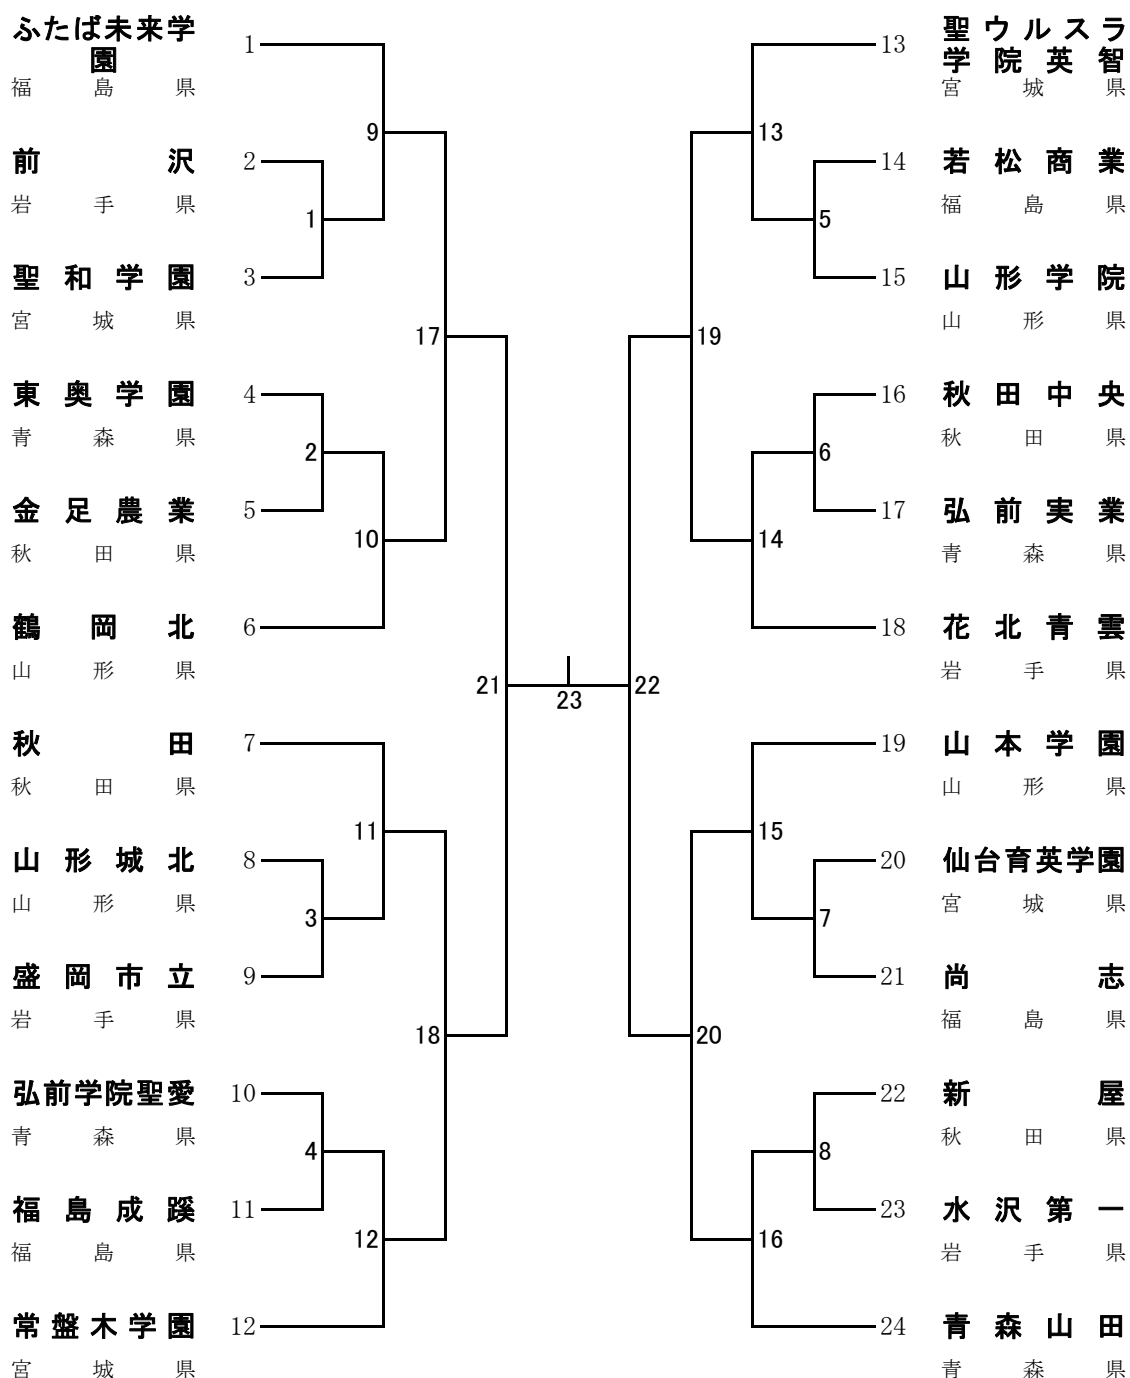 ふたば未来学
園
1
福島県
9
前沢
2
岩手県
1
聖和学園
3
宮城県
17
東奥学園
4
青森県
2
金足農業
5
秋田県
10
鶴岡北
6
山形県
21
秋田
7
秋田県
11
山形城北
8
山形県
3
盛岡市立
9
岩手県
18
弘前学院聖愛
10
青森県
4
福島成蹊
11
福島県
12
常盤木学園
12
宮城県
23
13
聖ウルスラ
学院英智
宮城県
13
14
若松商業
福島県
5
15
山形学院
山形県
19
16
秋田中央
秋田県
6
17
弘前実業
青森県
14
18
花北青雲
岩手県
22
19
山本学園
山形県
15
20
仙台育英学園
宮城県
7
21
尚志
福島県
20
22
新屋
秋田県
8
23
水沢第一
岩手県
16
24
青森山田
青森県